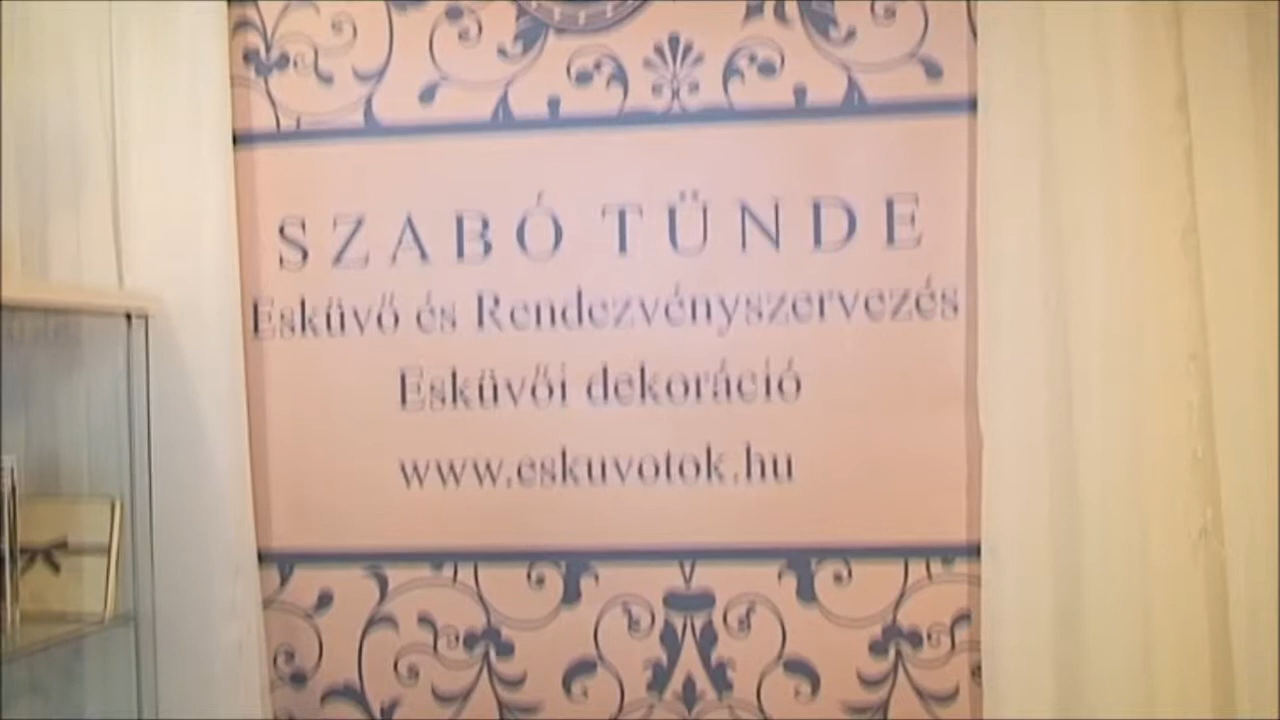 SZABÓ TÜNDE
Esküvő és Rendezvényszervezés
Esküvői dekoráció
www.eskuvotok.hu